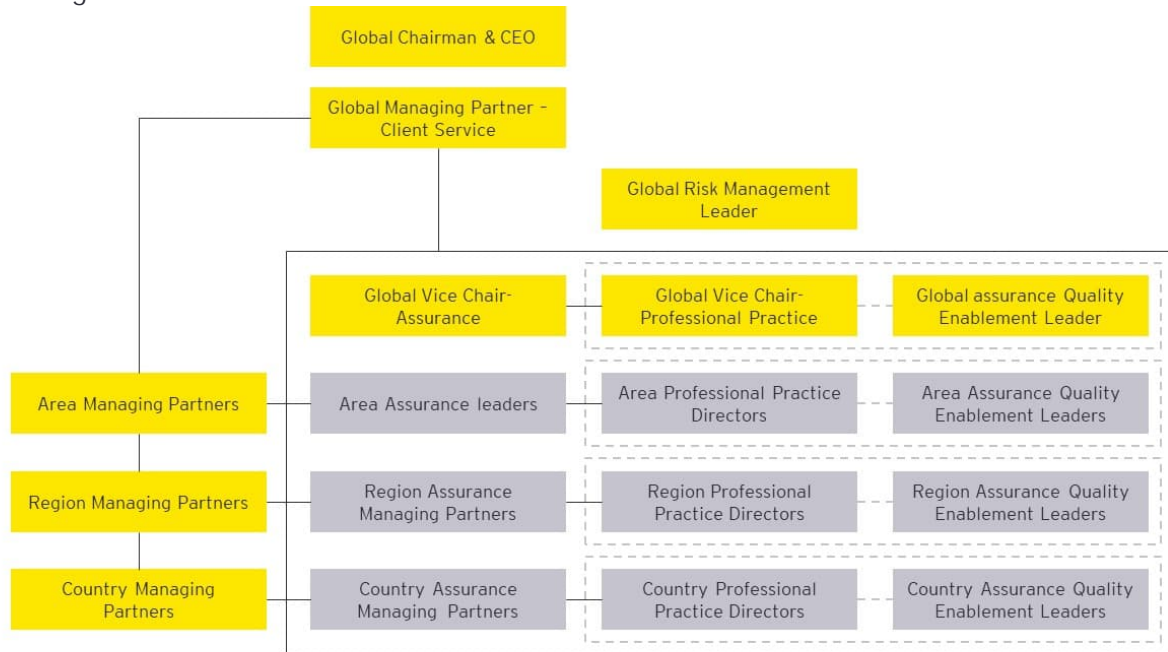 Global Chairman & CEO
Global Managing Partner –
Client Service
Global Risk Management
Leader
Global Vice Chair-
Assurance
Global Vice Chair-
Professional Practice
Global assurance Quality
Enablement Leader
Area Managing Partners
Area Assurance leaders
Area Professional Practice
Directors
Area Assurance Quality
Enablement Leaders
Region Managing Partners
Region Assurance
Managing Partners
Region Professional
Practice Directors
Region Assurance Quality
Enablement Leaders
Country Managing
Partners
Country Assurance
Managing Partners
Country Professional
Practice Directors
Country Assurance Quality
Enablement Leaders